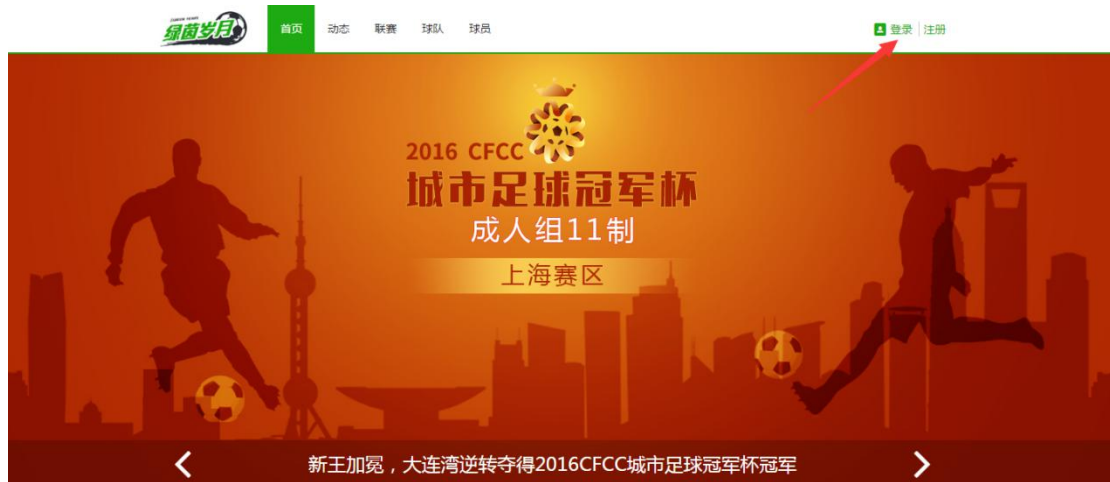 绿茵岁月
首页 动态 联赛 球队 球员
登录 注册
2016 CFCC
城市足球冠军杯
成人组11制
上海赛区
新王加冕，大连湾逆转夺得2016CFCC城市足球冠军杯冠军